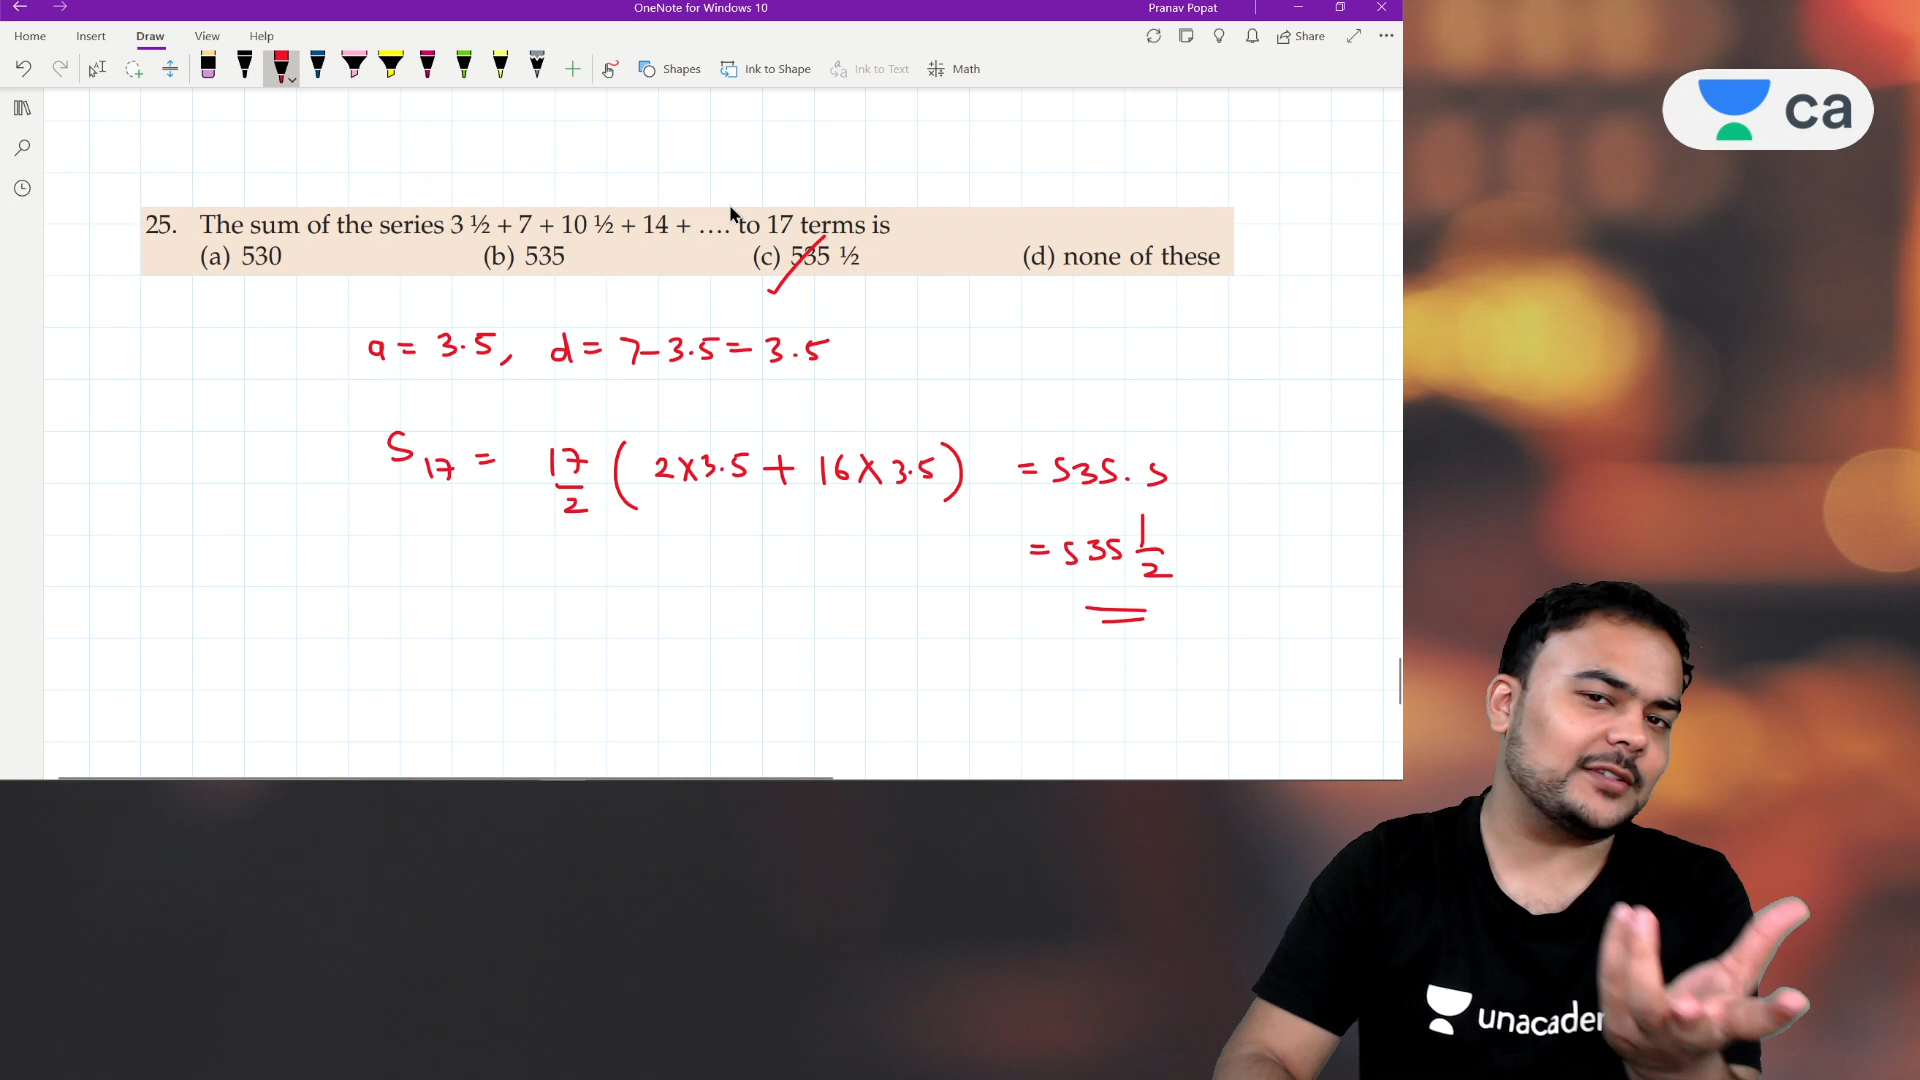 OneNote for Windows 10
Pranav Popat
Home Insert Draw View Help
Share
Shapes Ink to Shape Ink to Text Math
ca
25. The sum of the series 3 ½ + 7 + 10 ½ + 14 + .... to 17 terms is
(a) 530 (b) 535 (c) 535 ½ (d) none of these
a = 3.5, d = 7-3.5 = 3.5
S₁₇ = 17/2 ( 2×3.5 + 16×3.5 ) = 535.5
= 535 1/2
unacader